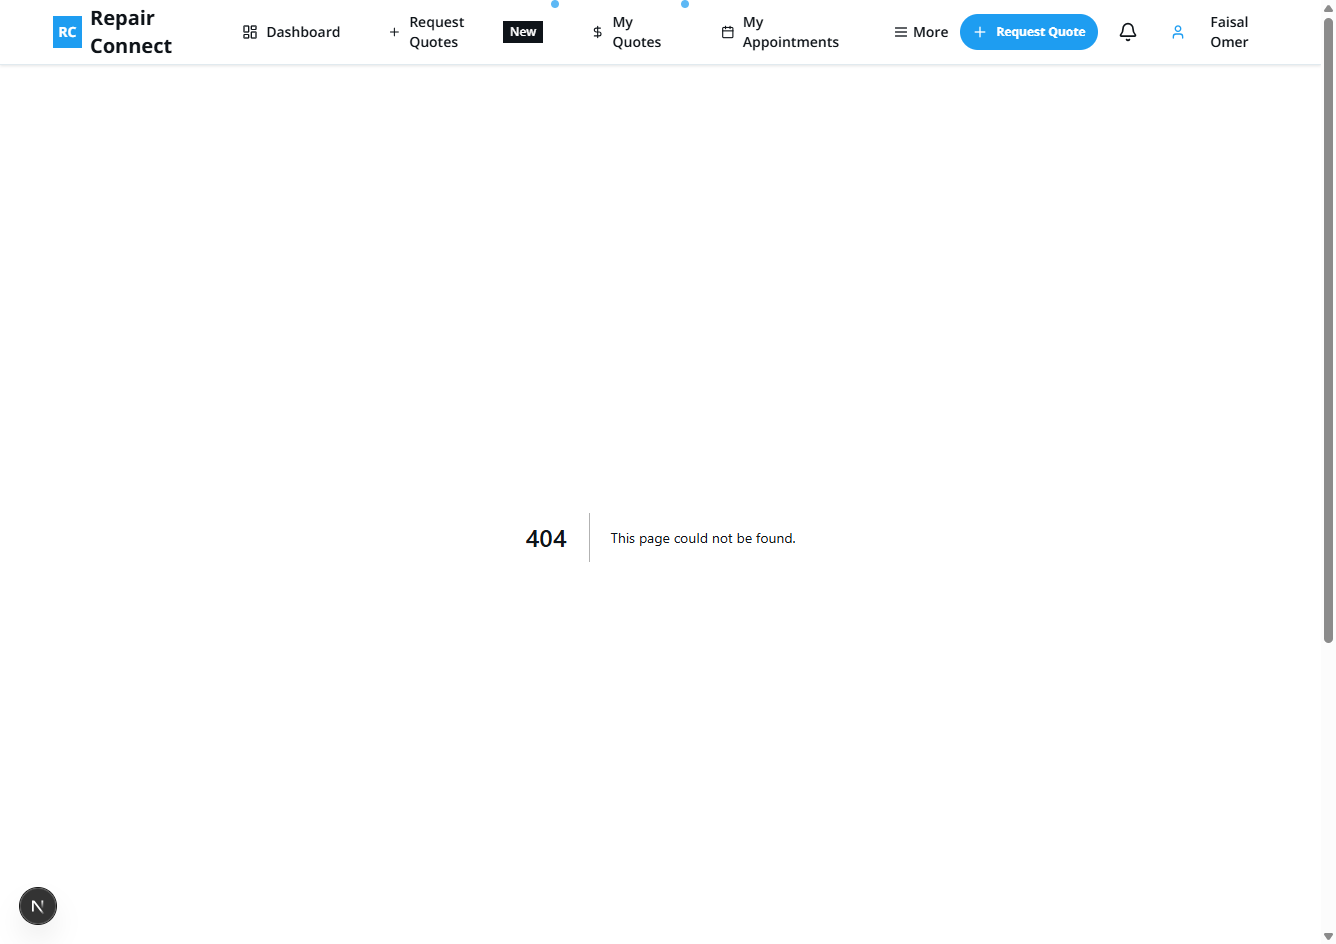 RC
Repair
Connect
Dashboard
Request
Quotes
New
My
Quotes
My
Appointments
More
Request Quote
Faisal
Omer
404
This page could not be found.
N